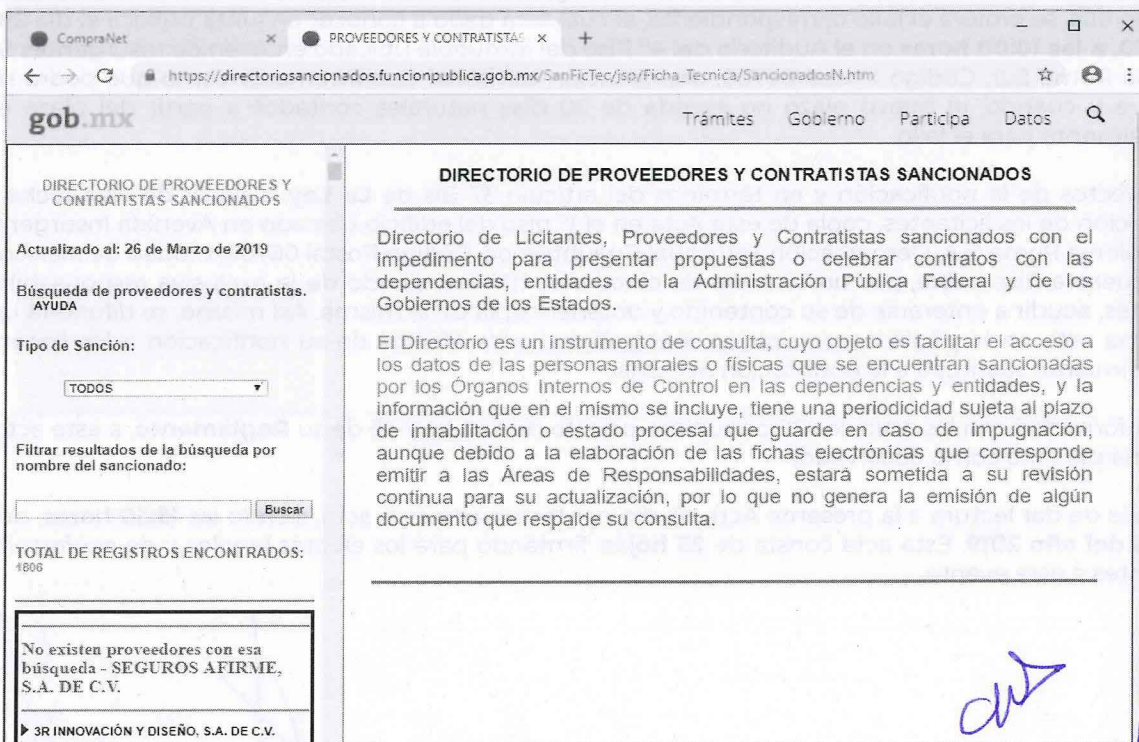 CompraNet
PROVEEDORES Y CONTRATISTAS
https://directoriosancionados.funcionpublica.gob.mx/SanFicTec/jsp/Ficha_Tecnica/SancionadosN.htm
gob.mx
Trámites Gobierno Participa Datos
DIRECTORIO DE PROVEEDORES Y
CONTRATISTAS SANCIONADOS
Actualizado al: 26 de Marzo de 2019
Búsqueda de proveedores y contratistas.
AYUDA
Tipo de Sanción:
TODOS
Filtrar resultados de la búsqueda por
nombre del sancionado:
Buscar
TOTAL DE REGISTROS ENCONTRADOS:
1806
No existen proveedores con esa
búsqueda - SEGUROS AFIRME,
S.A. DE C.V.
3R INNOVACIÓN Y DISEÑO, S.A. DE C.V.
DIRECTORIO DE PROVEEDORES Y CONTRATISTAS SANCIONADOS
Directorio de Licitantes, Proveedores y Contratistas sancionados con el
impedimento para presentar propuestas o celebrar contratos con las
dependencias, entidades de la Administración Pública Federal y de los
Gobiernos de los Estados.
El Directorio es un instrumento de consulta, cuyo objeto es facilitar el acceso a
los datos de las personas morales y físicas que se encuentran sancionadas
por los Órganos Internos de Control en las dependencias y entidades, y la
información que en el mismo se incluye, tiene una periodicidad sujeta al plazo
de inhabilitación o estado procesal que guarde en caso de impugnación,
aunque debido a la elaboración de las fichas electrónicas que corresponde
emitir a las Áreas de Responsabilidades, estará sometida a su revisión
continua para su actualización, por lo que no genera la emisión de algún
documento que respalde su consulta.